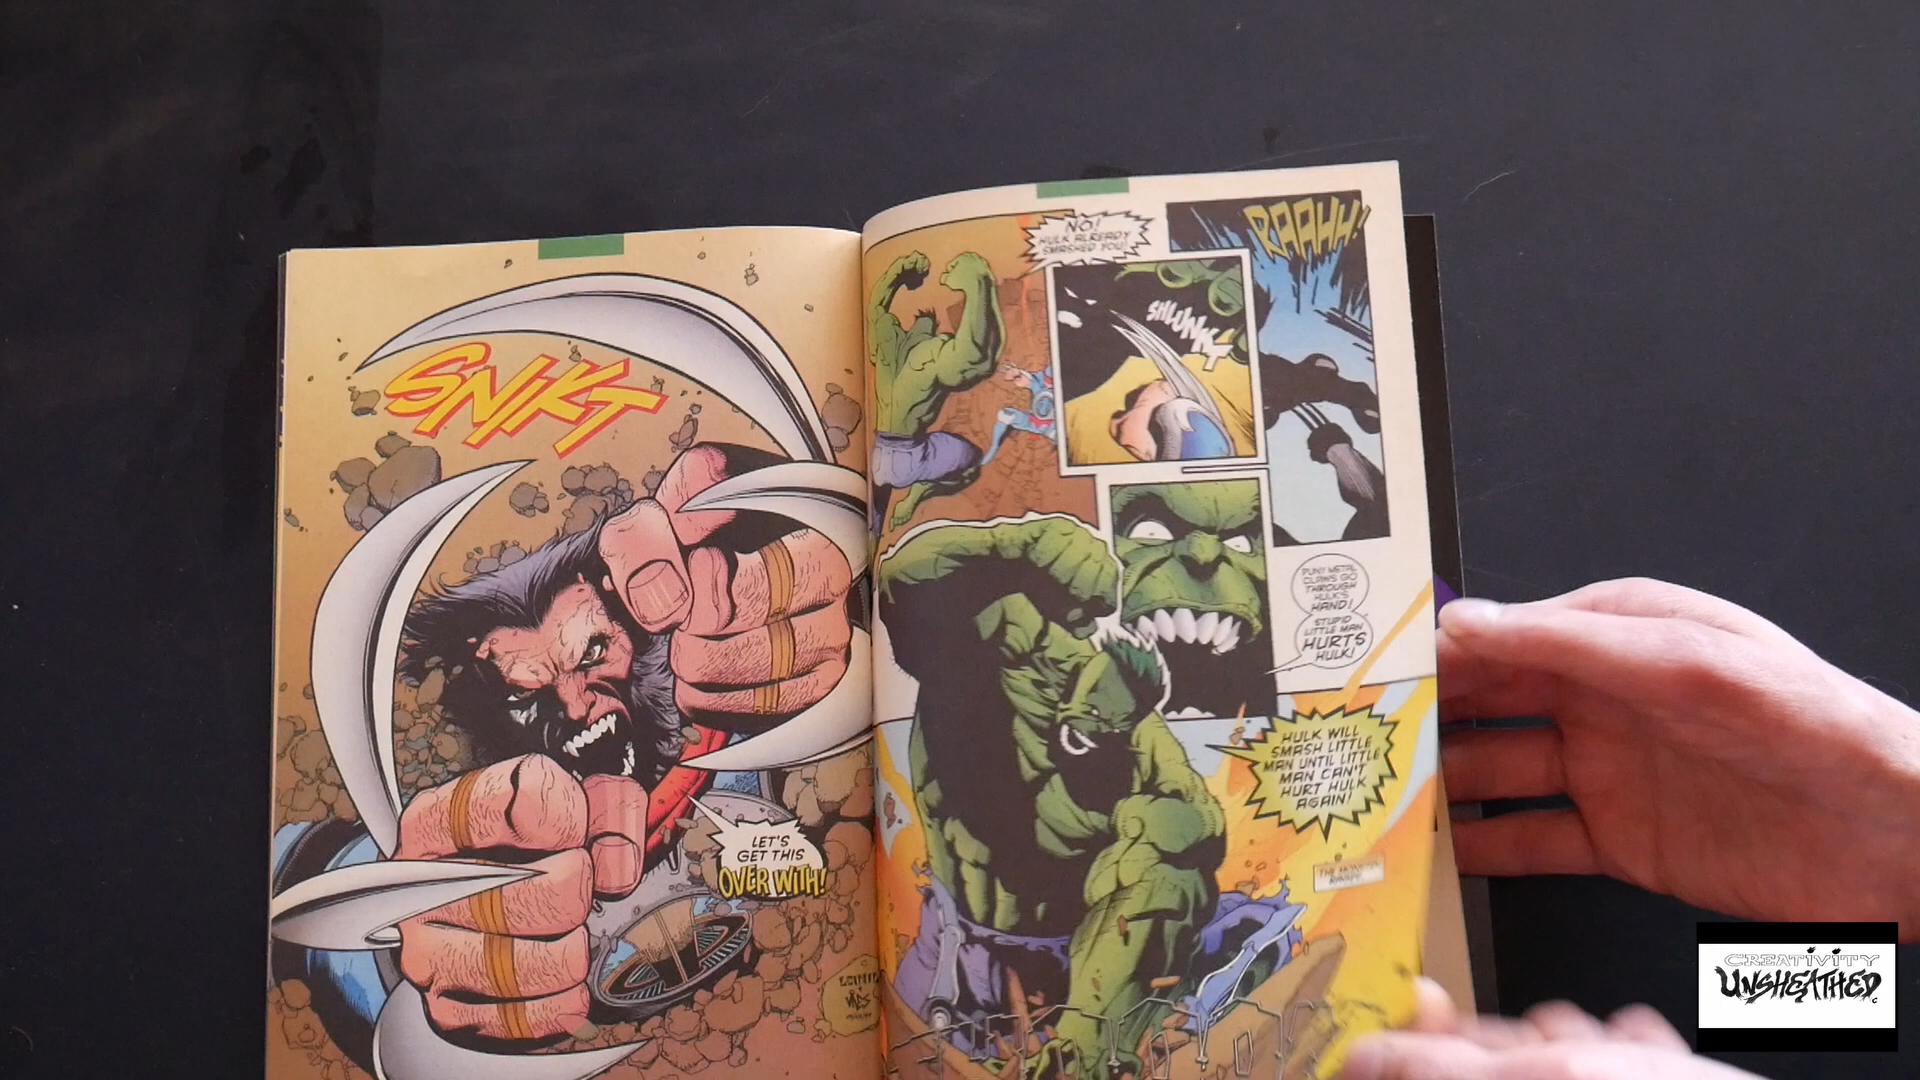 SNIKT
LET'S
GET THIS
OVER WITH!
NO!
HULK ALREADY
SMASHED YOU!
SHLUNKT
RAAHH!
PUNY METAL
CLAWS GO
THROUGH
HULK'S
HAND!
STUPID
LITTLE MAN
HURTS
HULK!
HULK WILL
SMASH LITTLE
MAN UNTIL LITTLE
MAN CAN'T
HURT HULK
AGAIN!
CREATIVITY
UNSHEATHED